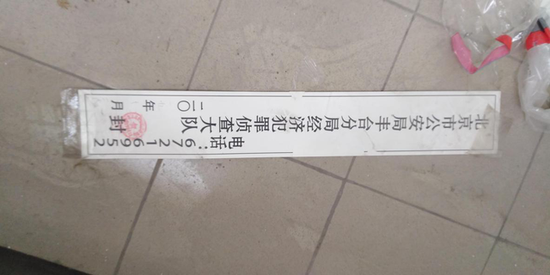 北京市公安局丰台分局经济犯罪侦查大队
电话:67216952
二〇 年 月
封